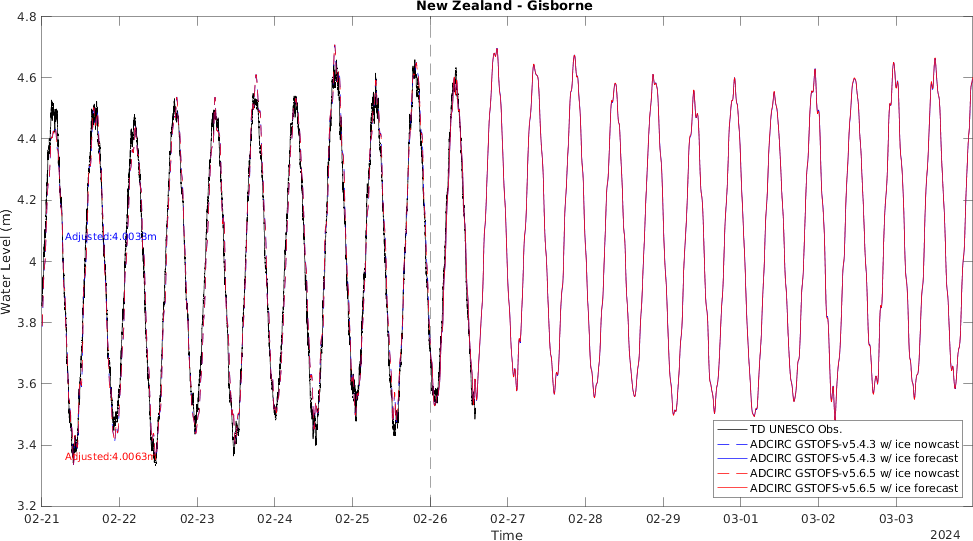 New Zealand - Gisborne
4.8
4.6
4.4
4.2
4
3.8
3.6
3.4
3.2
Water Level (m)
Adjusted:4.0033m
Adjusted:4.0063m
TD UNESCO Obs.
ADCIRC GSTOFS-v5.4.3 w/ ice nowcast
ADCIRC GSTOFS-v5.4.3 w/ ice forecast
ADCIRC GSTOFS-v5.6.5 w/ ice nowcast
ADCIRC GSTOFS-v5.6.5 w/ ice forecast
02-21 02-22 02-23 02-24 02-25 02-26 02-27 02-28 02-29 03-01 03-02 03-03
Time
2024